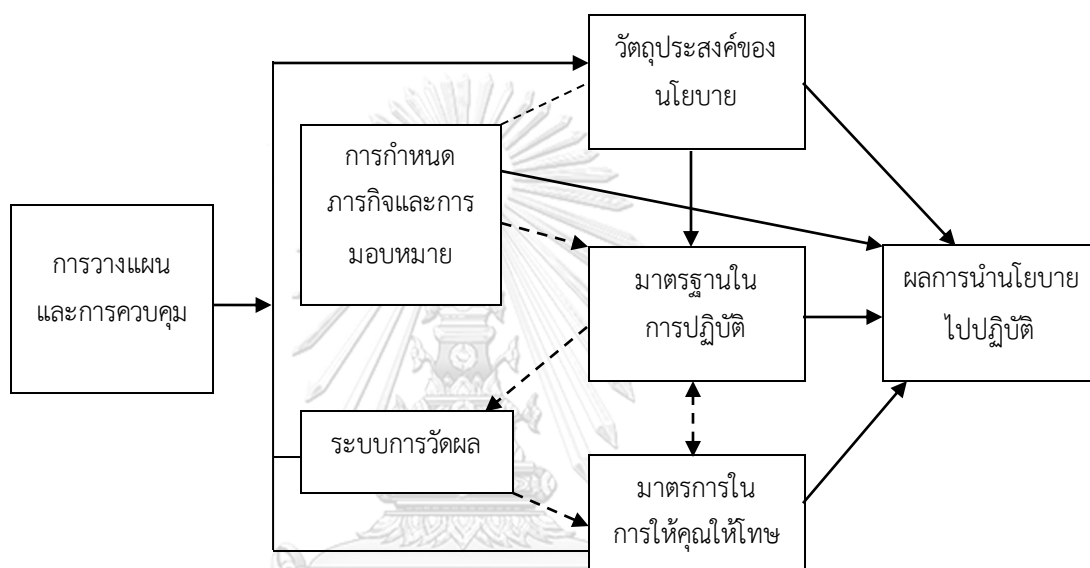 วัตถุประสงค์ของ
นโยบาย
การกำหนด
ภารกิจและการ
มอบหมาย
การวางแผน
และการควบคุม
มาตรฐานใน
การปฏิบัติ
ผลการนำนโยบาย
ไปปฏิบัติ
ระบบการวัดผล
มาตรการใน
การให้คุณให้โทษ